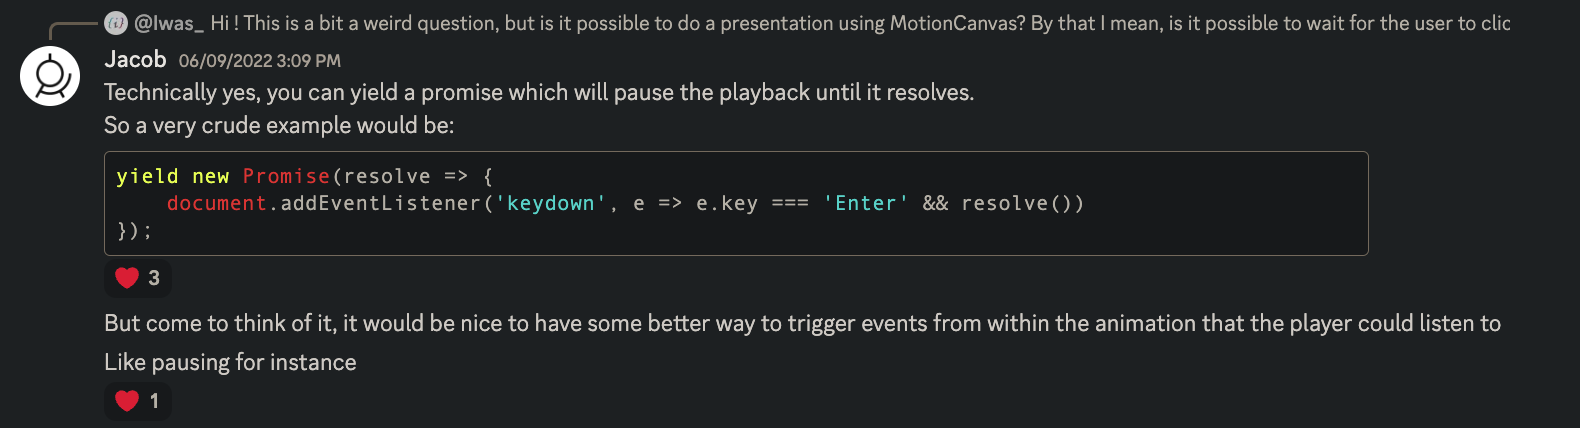 @lwas_ Hi ! This is a bit a weird question, but is it possible to do a presentation using MotionCanvas? By that I mean, is it possible to wait for the user to clic
Jacob 06/09/2022 3:09 PM
Technically yes, you can yield a promise which will pause the playback until it resolves.
So a very crude example would be:
yield new Promise(resolve => {
    document.addEventListener('keydown', e => e.key === 'Enter' && resolve())
});
3
But come to think of it, it would be nice to have some better way to trigger events from within the animation that the player could listen to
Like pausing for instance
1